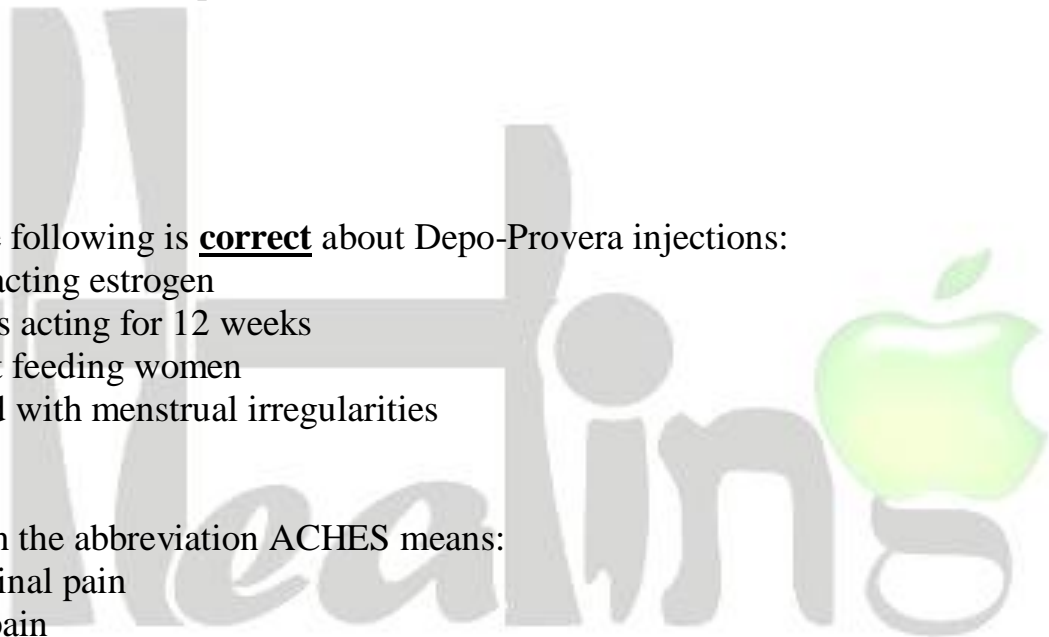 following is correct about Depo-Provera injections:
acting estrogen
s acting for 12 weeks
feeding women
with menstrual irregularities
the abbreviation ACHES means:
inal pain
pain
Healing